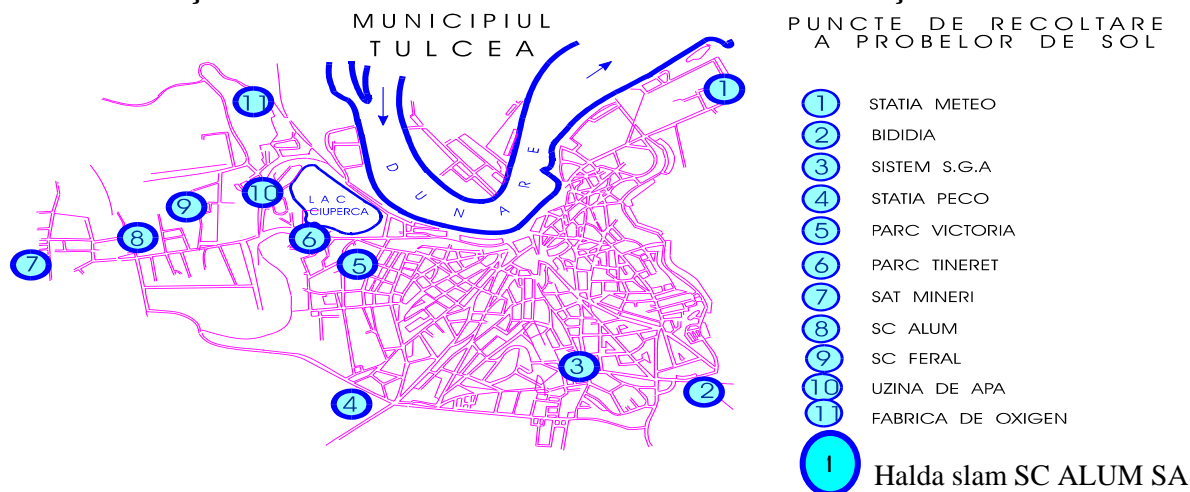 MUNICIPIUL
TULCEA
PUNCTE DE RECOLTARE
A PROBELOR DE SOL
1
11
DUNARE
LAC
CIUPERCA
10
9
8
6
7
5
3
2
4
1 STATIA METEO
2 BIDIDIA
3 SISTEM S.G.A
4 STATIA PECO
5 PARC VICTORIA
6 PARC TINERET
7 SAT MINERI
8 SC ALUM
9 SC FERAL
10 UZINA DE APA
11 FABRICA DE OXIGEN
1 Halda slam SC ALUM SA